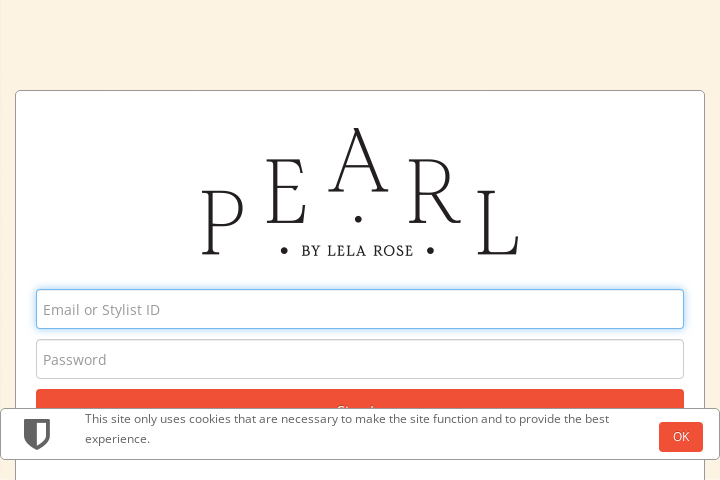 PEARL
• BY LELA ROSE •
Email or Stylist ID
Password
This site only uses cookies that are necessary to make the site function and to provide the best
experience.
OK